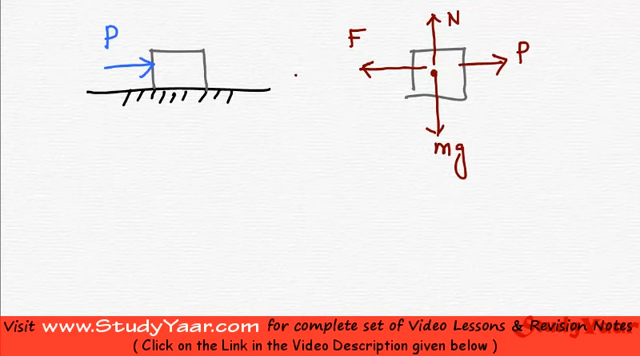 P
N
F
P
mg
StudyYaar
Visit www.StudyYaar.com for complete set of Video Lessons & Revision Notes
( Click on the Link in the Video Description given below )